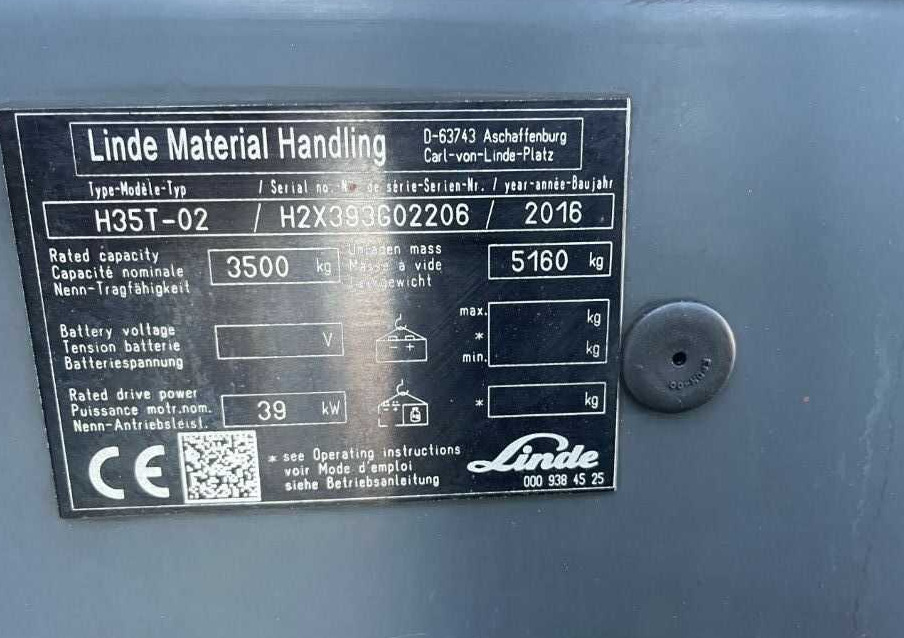 Linde Material Handling
D-63743 Aschaffenburg
Carl-von-Linde-Platz
Type-Modèle-Typ / Serial no. de série-Serien-Nr. / year-année-Baujahr
H35T-02 / H2X393G02206 / 2016
Rated capacity
Capacité nominale
Nenn-Tragfähigkeit
3500 kg
mass
à vide
5160 kg
Battery voltage
Tension batterie
Batteriespannung
V
max. kg
*
min. kg
Rated drive power
Puissance motr.nom.
Nenn-Antriebsleist.
39 kW
* kg
CE
* see Operating instructions
voir Mode d'emploi
siehe Betriebsanleitung
Linde
000 938 45 25